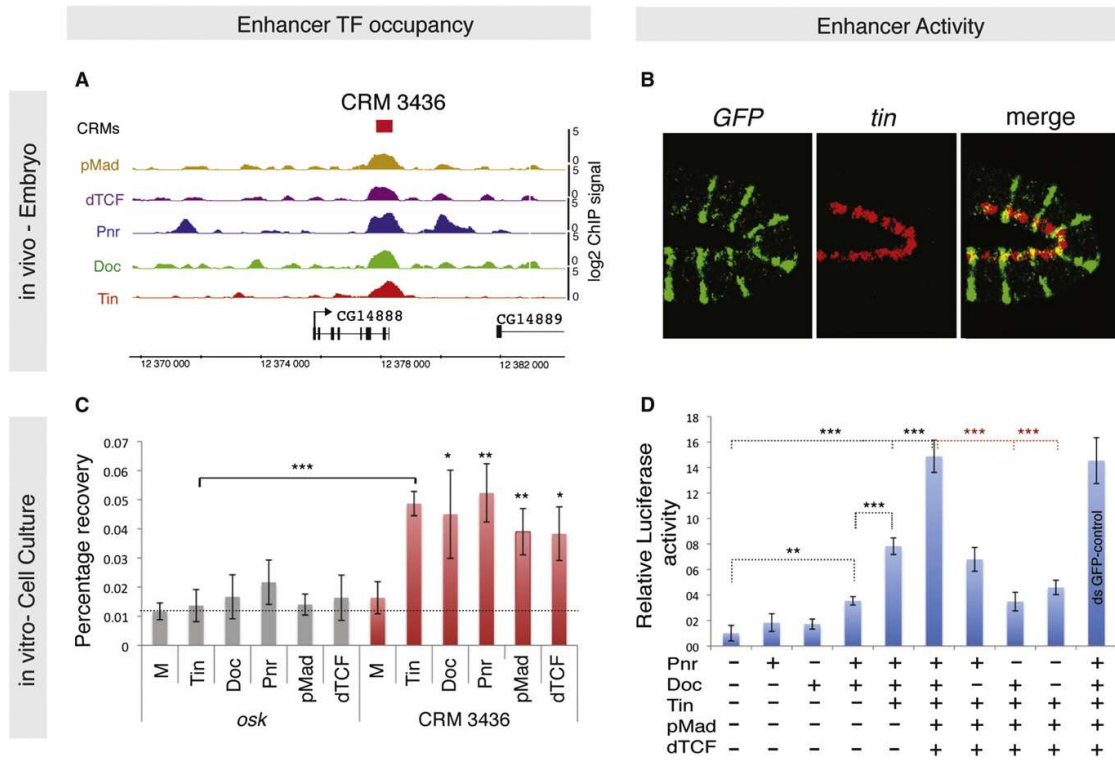 Enhancer TF occupancy
Enhancer Activity
in vivo - Embryo
in vitro- Cell Culture
A
CRM 3436
CRMs
pMad
dTCF
Pnr
Doc
Tin
5
0
5
0
5
0
5
0
5
0
log2 ChIP signal
CG14888
CG14889
12 370 000 12 374 000 12 378 000 12 382 000
B
GFP tin merge
C
Percentage recovery
0.07
0.06
0.05
0.04
0.03
0.02
0.01
0
*** * ** ** *
M Tin Doc Pnr pMad dTCF M Tin Doc Pnr pMad dTCF
osk CRM 3436
D
Relative Luciferase
activity
18
16
14
12
10
08
06
04
02
00
*** *** *** ***
***
**
ds GFP-control
Pnr – + – + + + + – – +
Doc – – + + + + – + – +
Tin – – – – + + + + + +
pMad – – – – – + + + + +
dTCF – – – – – + + + + +